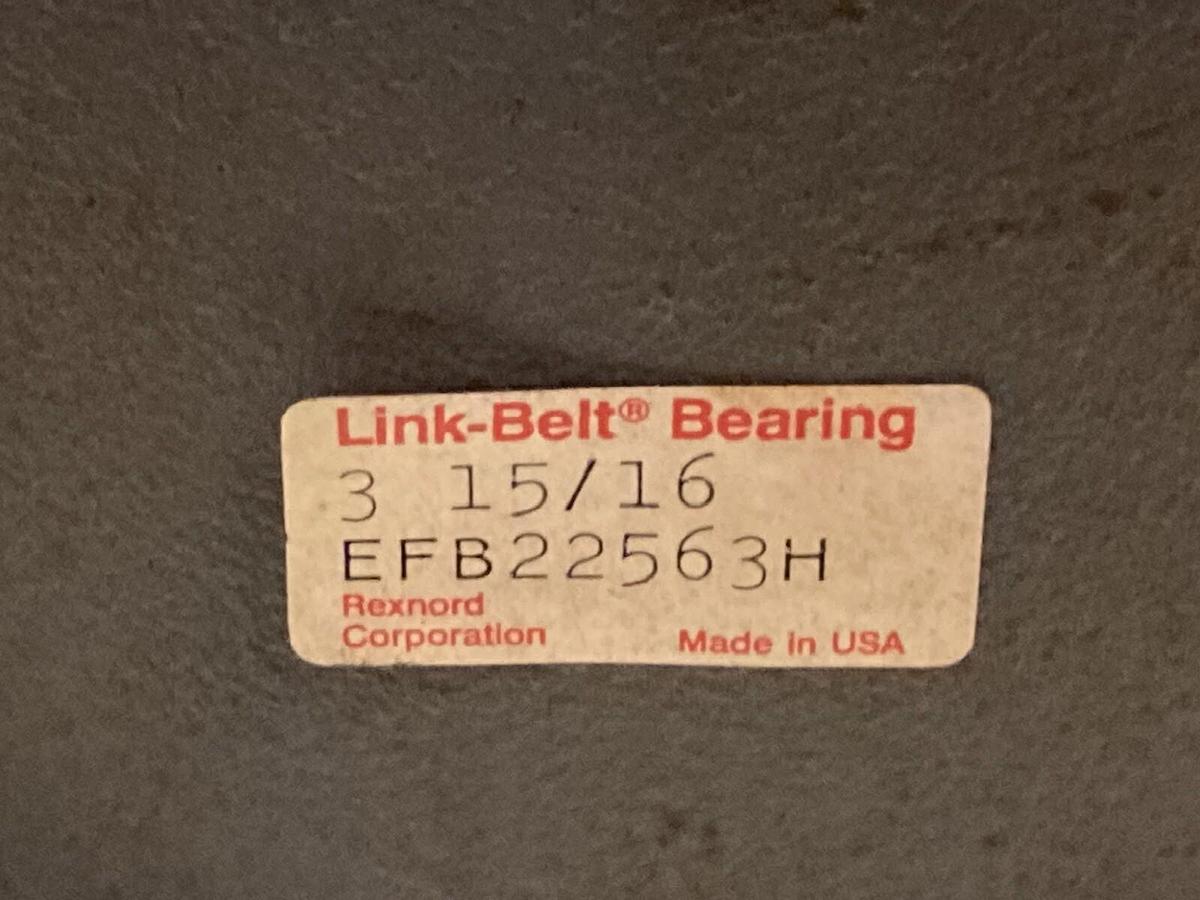 Link-Belt® Bearing
3 15/16
EFB22563H
Rexnord
Corporation Made in USA